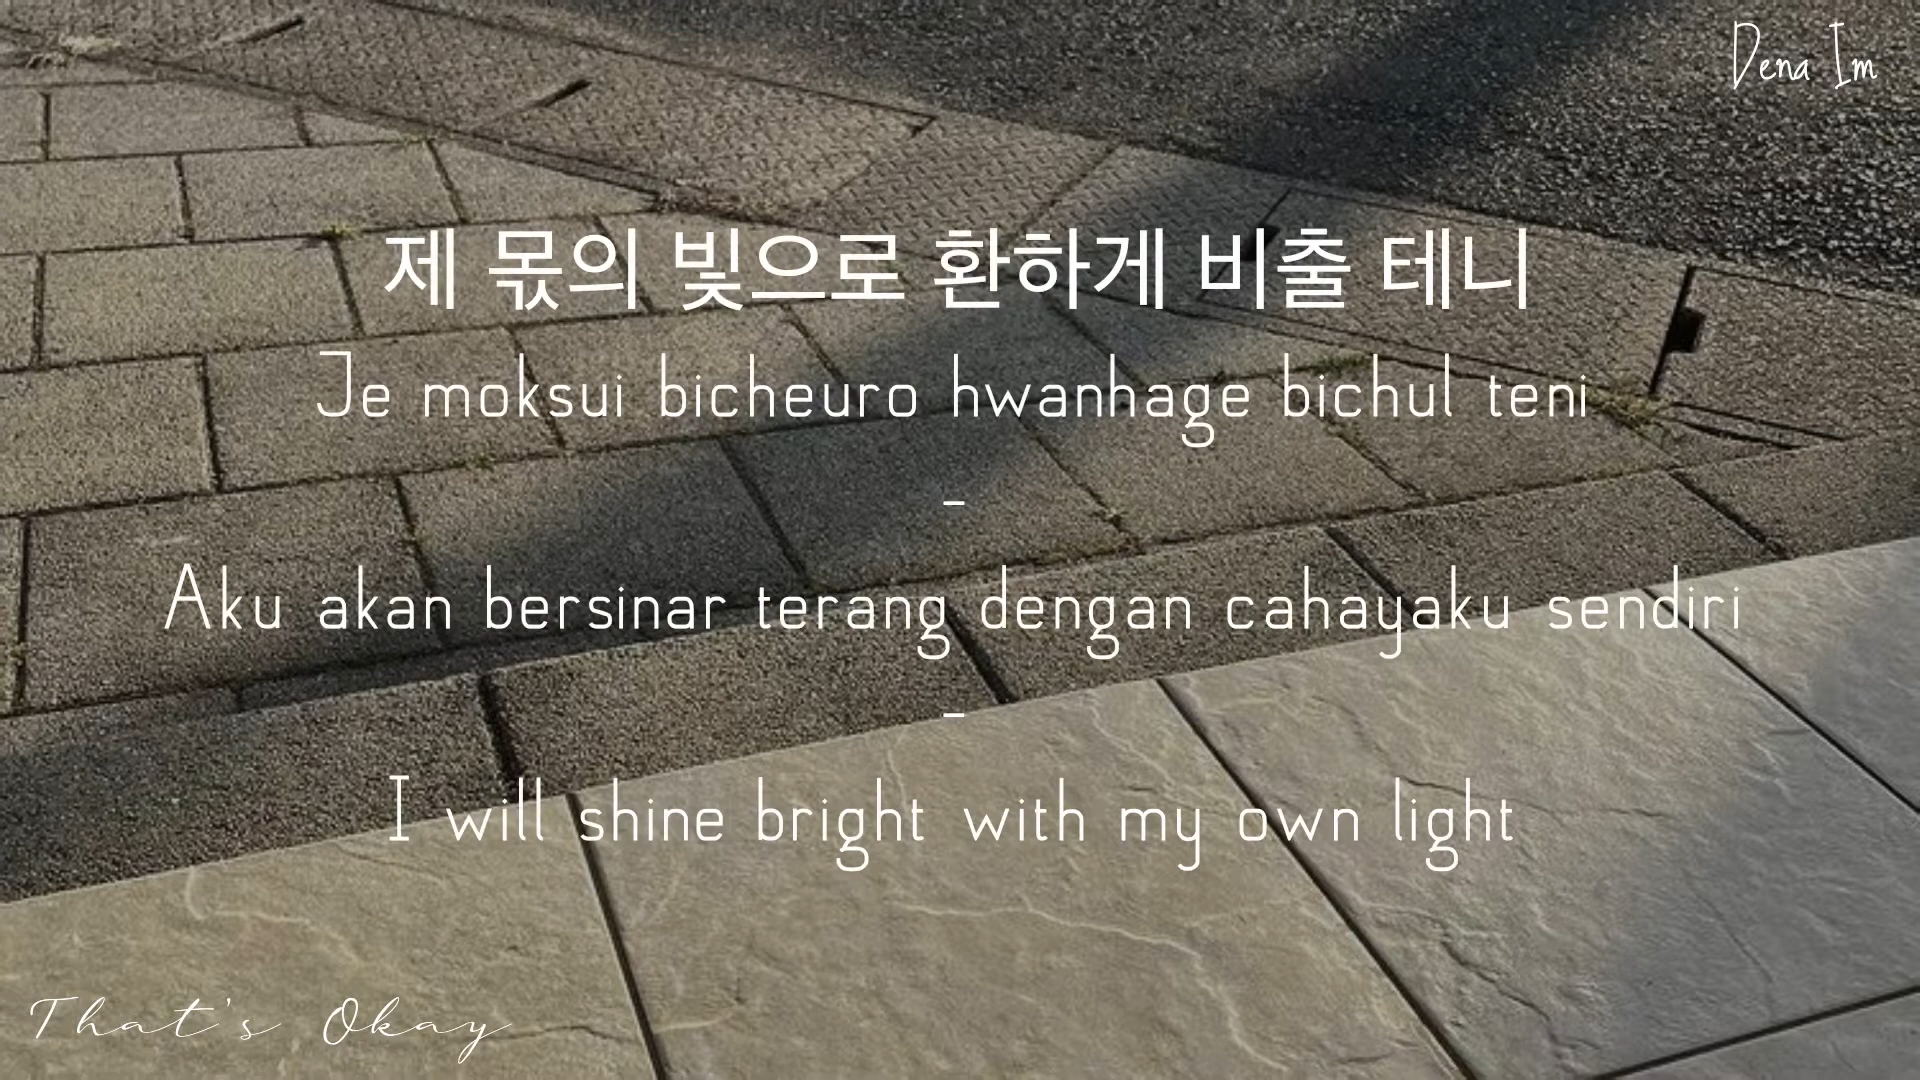 Dena Im
제 몫의 빛으로 환하게 비출 테니
Je moksui bicheuro hwanhage bichul teni
-
Aku akan bersinar terang dengan cahayaku sendiri
-
I will shine bright with my own light
That's Okay